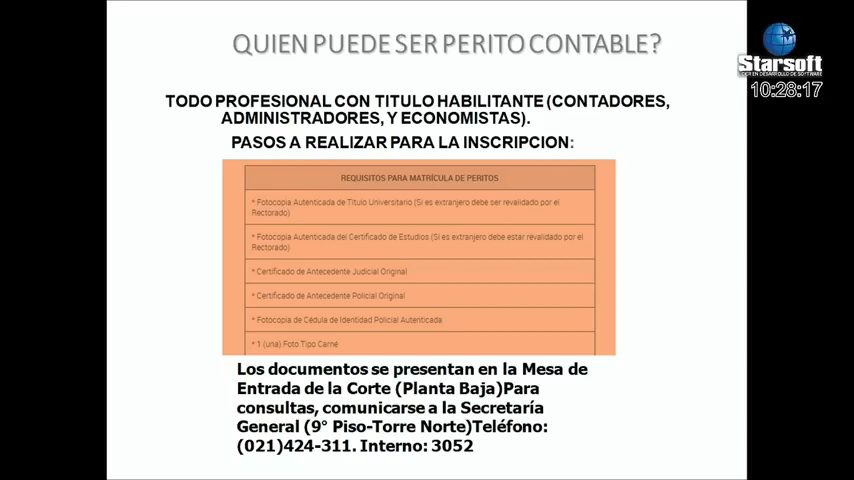 QUIEN PUEDE SER PERITO CONTABLE?
Starsoft
LIDER EN DESARROLLO DE SOFTWARE
10:28:17
TODO PROFESIONAL CON TITULO HABILITANTE (CONTADORES,
ADMINISTRADORES, Y ECONOMISTAS).
PASOS A REALIZAR PARA LA INSCRIPCION:
REQUISITOS PARA MATRÍCULA DE PERITOS
* Fotocopia Autenticada de Título Universitario (Si es extranjero debe ser revalidado por el
Rectorado)
* Fotocopia Autenticada del Certificado de Estudios (Si es extranjero debe estar revalidado por el
Rectorado)
* Certificado de Antecedente Judicial Original
* Certificado de Antecedente Policial Original
* Fotocopia de Cédula de Identidad Policial Autenticada
* 1 (una) Foto Tipo Carné
Los documentos se presentan en la Mesa de
Entrada de la Corte (Planta Baja)Para
consultas, comunicarse a la Secretaría
General (9° Piso-Torre Norte)Teléfono:
(021)424-311. Interno: 3052